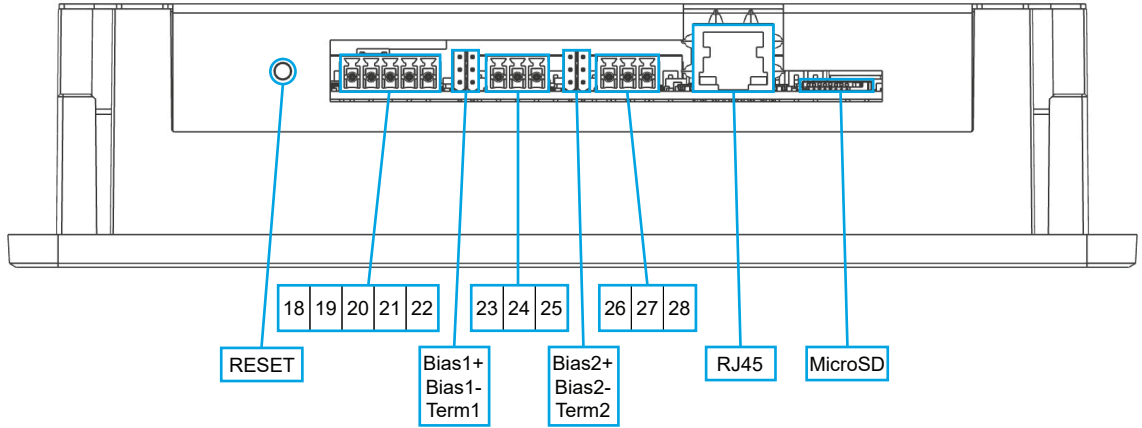 18 19 20 21 22
23 24 25
26 27 28
RESET
Bias1+
Bias1-
Term1
Bias2+
Bias2-
Term2
RJ45
MicroSD